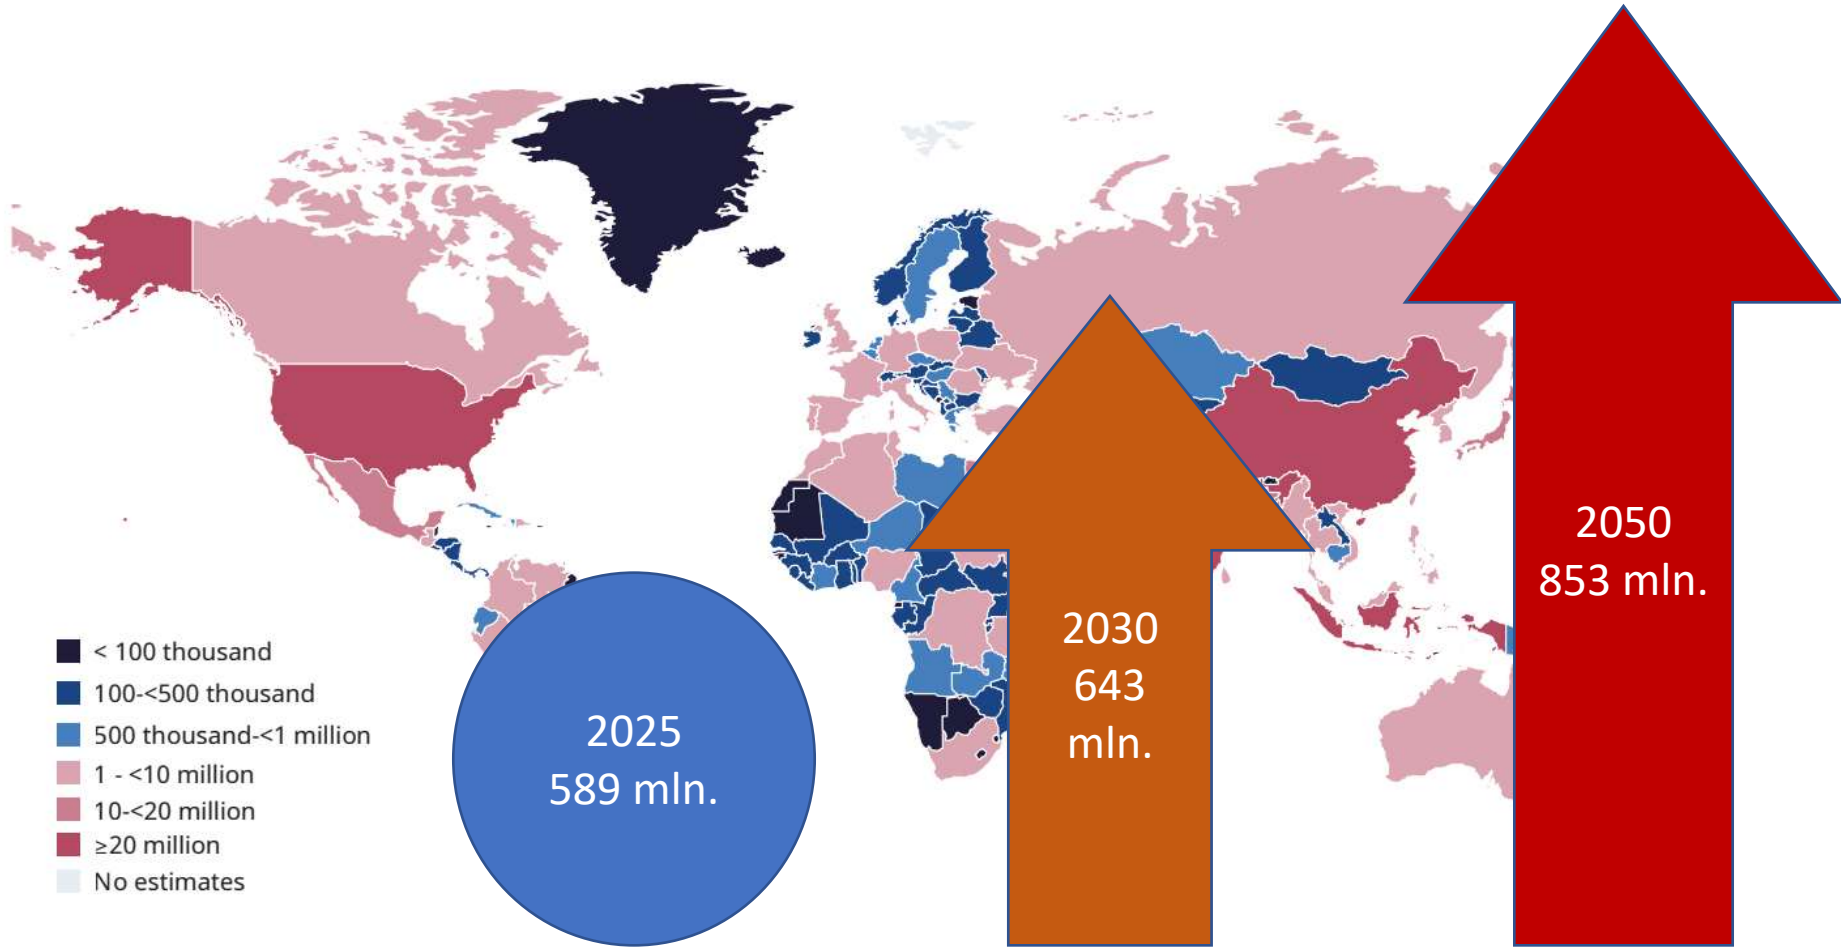 < 100 thousand
100-<500 thousand
500 thousand-<1 million
1 - <10 million
10-<20 million
≥20 million
No estimates
2025
589 mln.
2030
643
mln.
2050
853 mln.